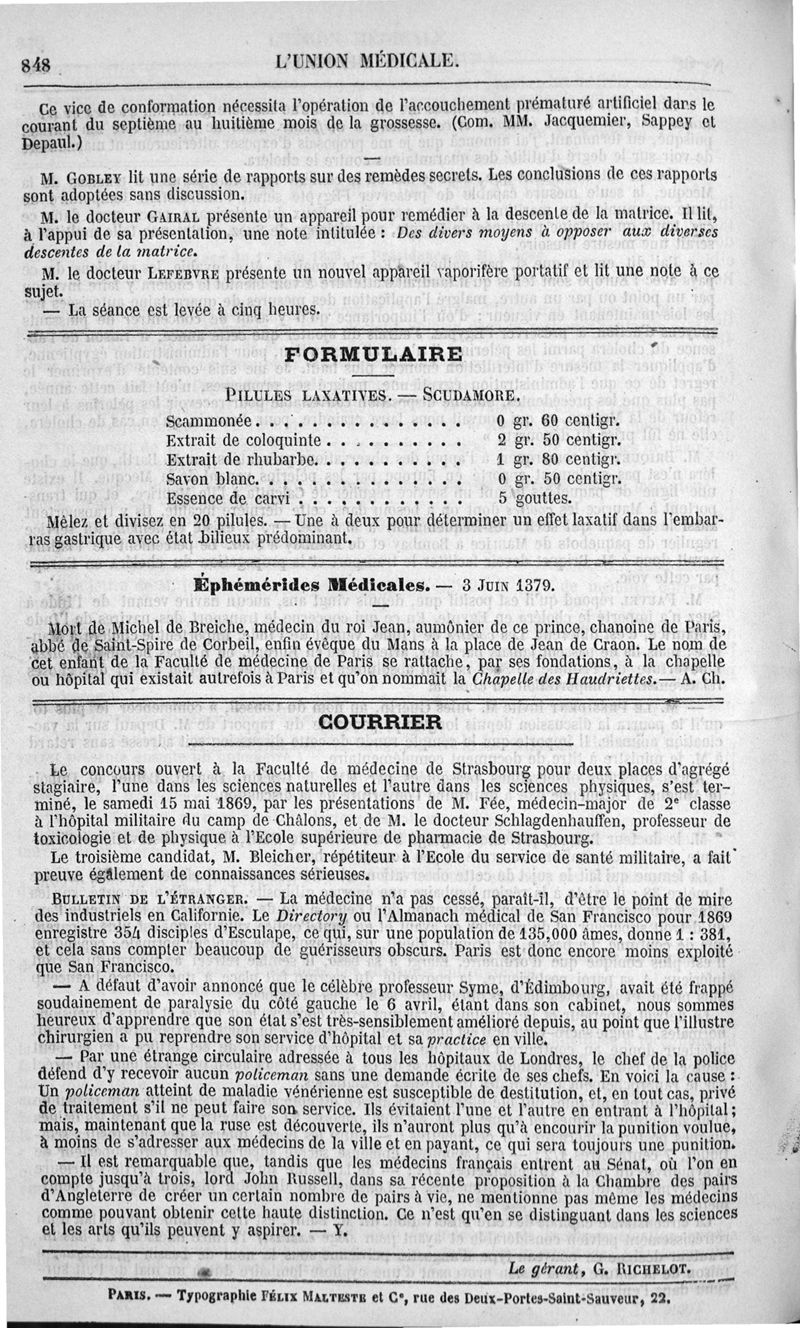 848 L'UNION MÉDICALE.
Ce vice de conformation nécessita l'opération de l'accouchement prématuré artificiel dans le
courant du septième au huitième mois de la grossesse. (Com. MM. Jacquemier, Sappey et
Depaul.)
M. GOBLEY lit une série de rapports sur des remèdes secrets. Les conclusions de ces rapports
sont adoptées sans discussion.
M. le docteur GAIRAL présente un appareil pour remédier à la descente de la matrice. Il lit,
à l'appui de sa présentation, une note intitulée : Des divers moyens à opposer aux diverses
descentes de la matrice.
M. le docteur LEFEBVRE présente un nouvel appareil vaporifère portatif et lit une note à ce
sujet.
— La séance est levée à cinq heures.
FORMULAIRE
PILULES LAXATIVES. — SCUDAMORE.
Scammonée. . . . . . . . . . . . . . . 0 gr. 60 centigr.
Extrait de coloquinte . . . . . . . . . . 2 gr. 50 centigr.
Extrait de rhubarbe. . . . . . . . . . . 1 gr. 80 centigr.
Savon blanc. . . . . . . . . . . . . . . 0 gr. 50 centigr.
Essence de carvi . . . . . . . . . . . . 5 gouttes.
Mêlez et divisez en 20 pilules. — Une à deux pour déterminer un effet laxatif dans l'embar-
ras gastrique avec état bilieux prédominant.
Éphémérides Médicales. — 3 JUIN 1379.
Mort de Michel de Breiche, médecin du roi Jean, aumônier de ce prince, chanoine de Paris,
abbé de Saint-Spire de Corbeil, enfin évêque du Mans à la place de Jean de Craon. Le nom de
cet enfant de la Faculté de médecine de Paris se rattache, par ses fondations, à la chapelle
ou hôpital qui existait autrefois à Paris et qu'on nommait la Chapelle des Haudriettes.— A. Ch.
COURRIER
Le concours ouvert à la Faculté de médecine de Strasbourg pour deux places d'agrégé
stagiaire, l'une dans les sciences naturelles et l'autre dans les sciences physiques, s'est ter-
miné, le samedi 15 mai 1869, par les présentations de M. Fée, médecin-major de 2e classe
à l'hôpital militaire du camp de Châlons, et de M. le docteur Schlagdenhauffen, professeur de
toxicologie et de physique à l'Ecole supérieure de pharmacie de Strasbourg.
Le troisième candidat, M. Bleicher, répétiteur à l'Ecole du service de santé militaire, a fait
preuve également de connaissances sérieuses.
BULLETIN DE L'ÉTRANGER. — La médecine n'a pas cessé, paraît-il, d'être le point de mire
des industriels en Californie. Le Directory ou l'Almanach médical de San Francisco pour 1869
enregistre 354 disciples d'Esculape, ce qui, sur une population de 135,000 âmes, donne 1 : 381,
et cela sans compter beaucoup de guérisseurs obscurs. Paris est donc encore moins exploité
que San Francisco.
— A défaut d'avoir annoncé que le célèbre professeur Syme, d'Édimbourg, avait été frappé
soudainement de paralysie du côté gauche le 6 avril, étant dans son cabinet, nous sommes
heureux d'apprendre que son état s'est très-sensiblement amélioré depuis, au point que l'illustre
chirurgien a pu reprendre son service d'hôpital et sa practice en ville.
— Par une étrange circulaire adressée à tous les hôpitaux de Londres, le chef de la police
défend d'y recevoir aucun policeman sans une demande écrite de ses chefs. En voici la cause :
Un policeman atteint de maladie vénérienne est susceptible de destitution, et, en tout cas, privé
de traitement s'il ne peut faire son service. Ils évitaient l'une et l'autre en entrant à l'hôpital;
mais, maintenant que la ruse est découverte, ils n'auront plus qu'à encourir la punition voulue,
à moins de s'adresser aux médecins de la ville et en payant, ce qui sera toujours une punition.
— Il est remarquable que, tandis que les médecins français entrent au Sénat, où l'on en
compte jusqu'à trois, lord John Russell, dans sa récente proposition à la Chambre des pairs
d'Angleterre de créer un certain nombre de pairs à vie, ne mentionne pas même les médecins
comme pouvant obtenir cette haute distinction. Ce n'est qu'en se distinguant dans les sciences
et les arts qu'ils peuvent y aspirer. — Y.
Le gérant, G. RICHELOT.
PARIS. — Typographie FÉLIX MALTESTE et Ce, rue des Deux-Portes-Saint-Sauveur, 22.